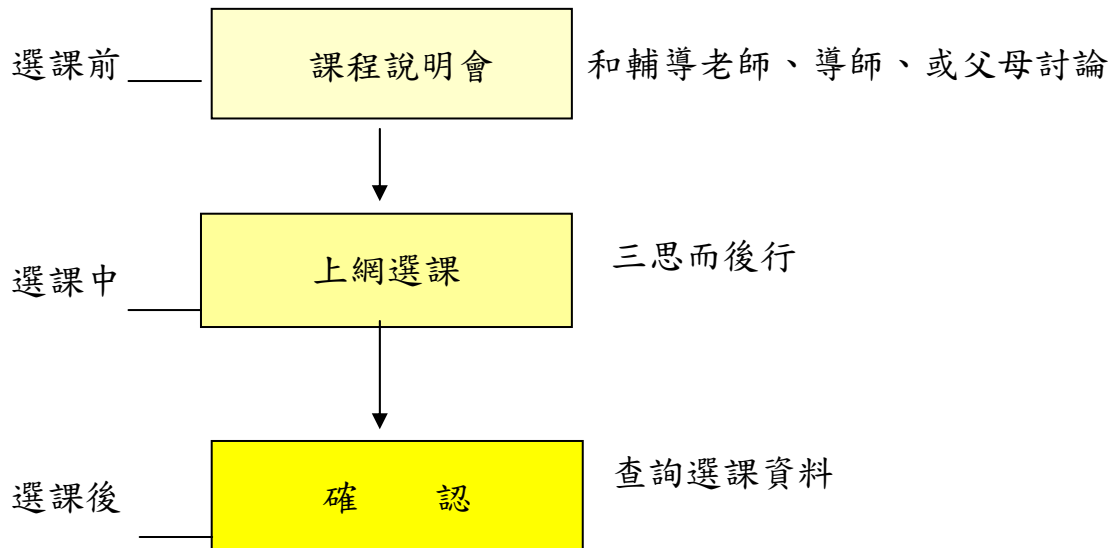 選課前 課程說明會 和輔導老師、導師、或父母討論
選課中 上網選課 三思而後行
選課後 確 認 查詢選課資料